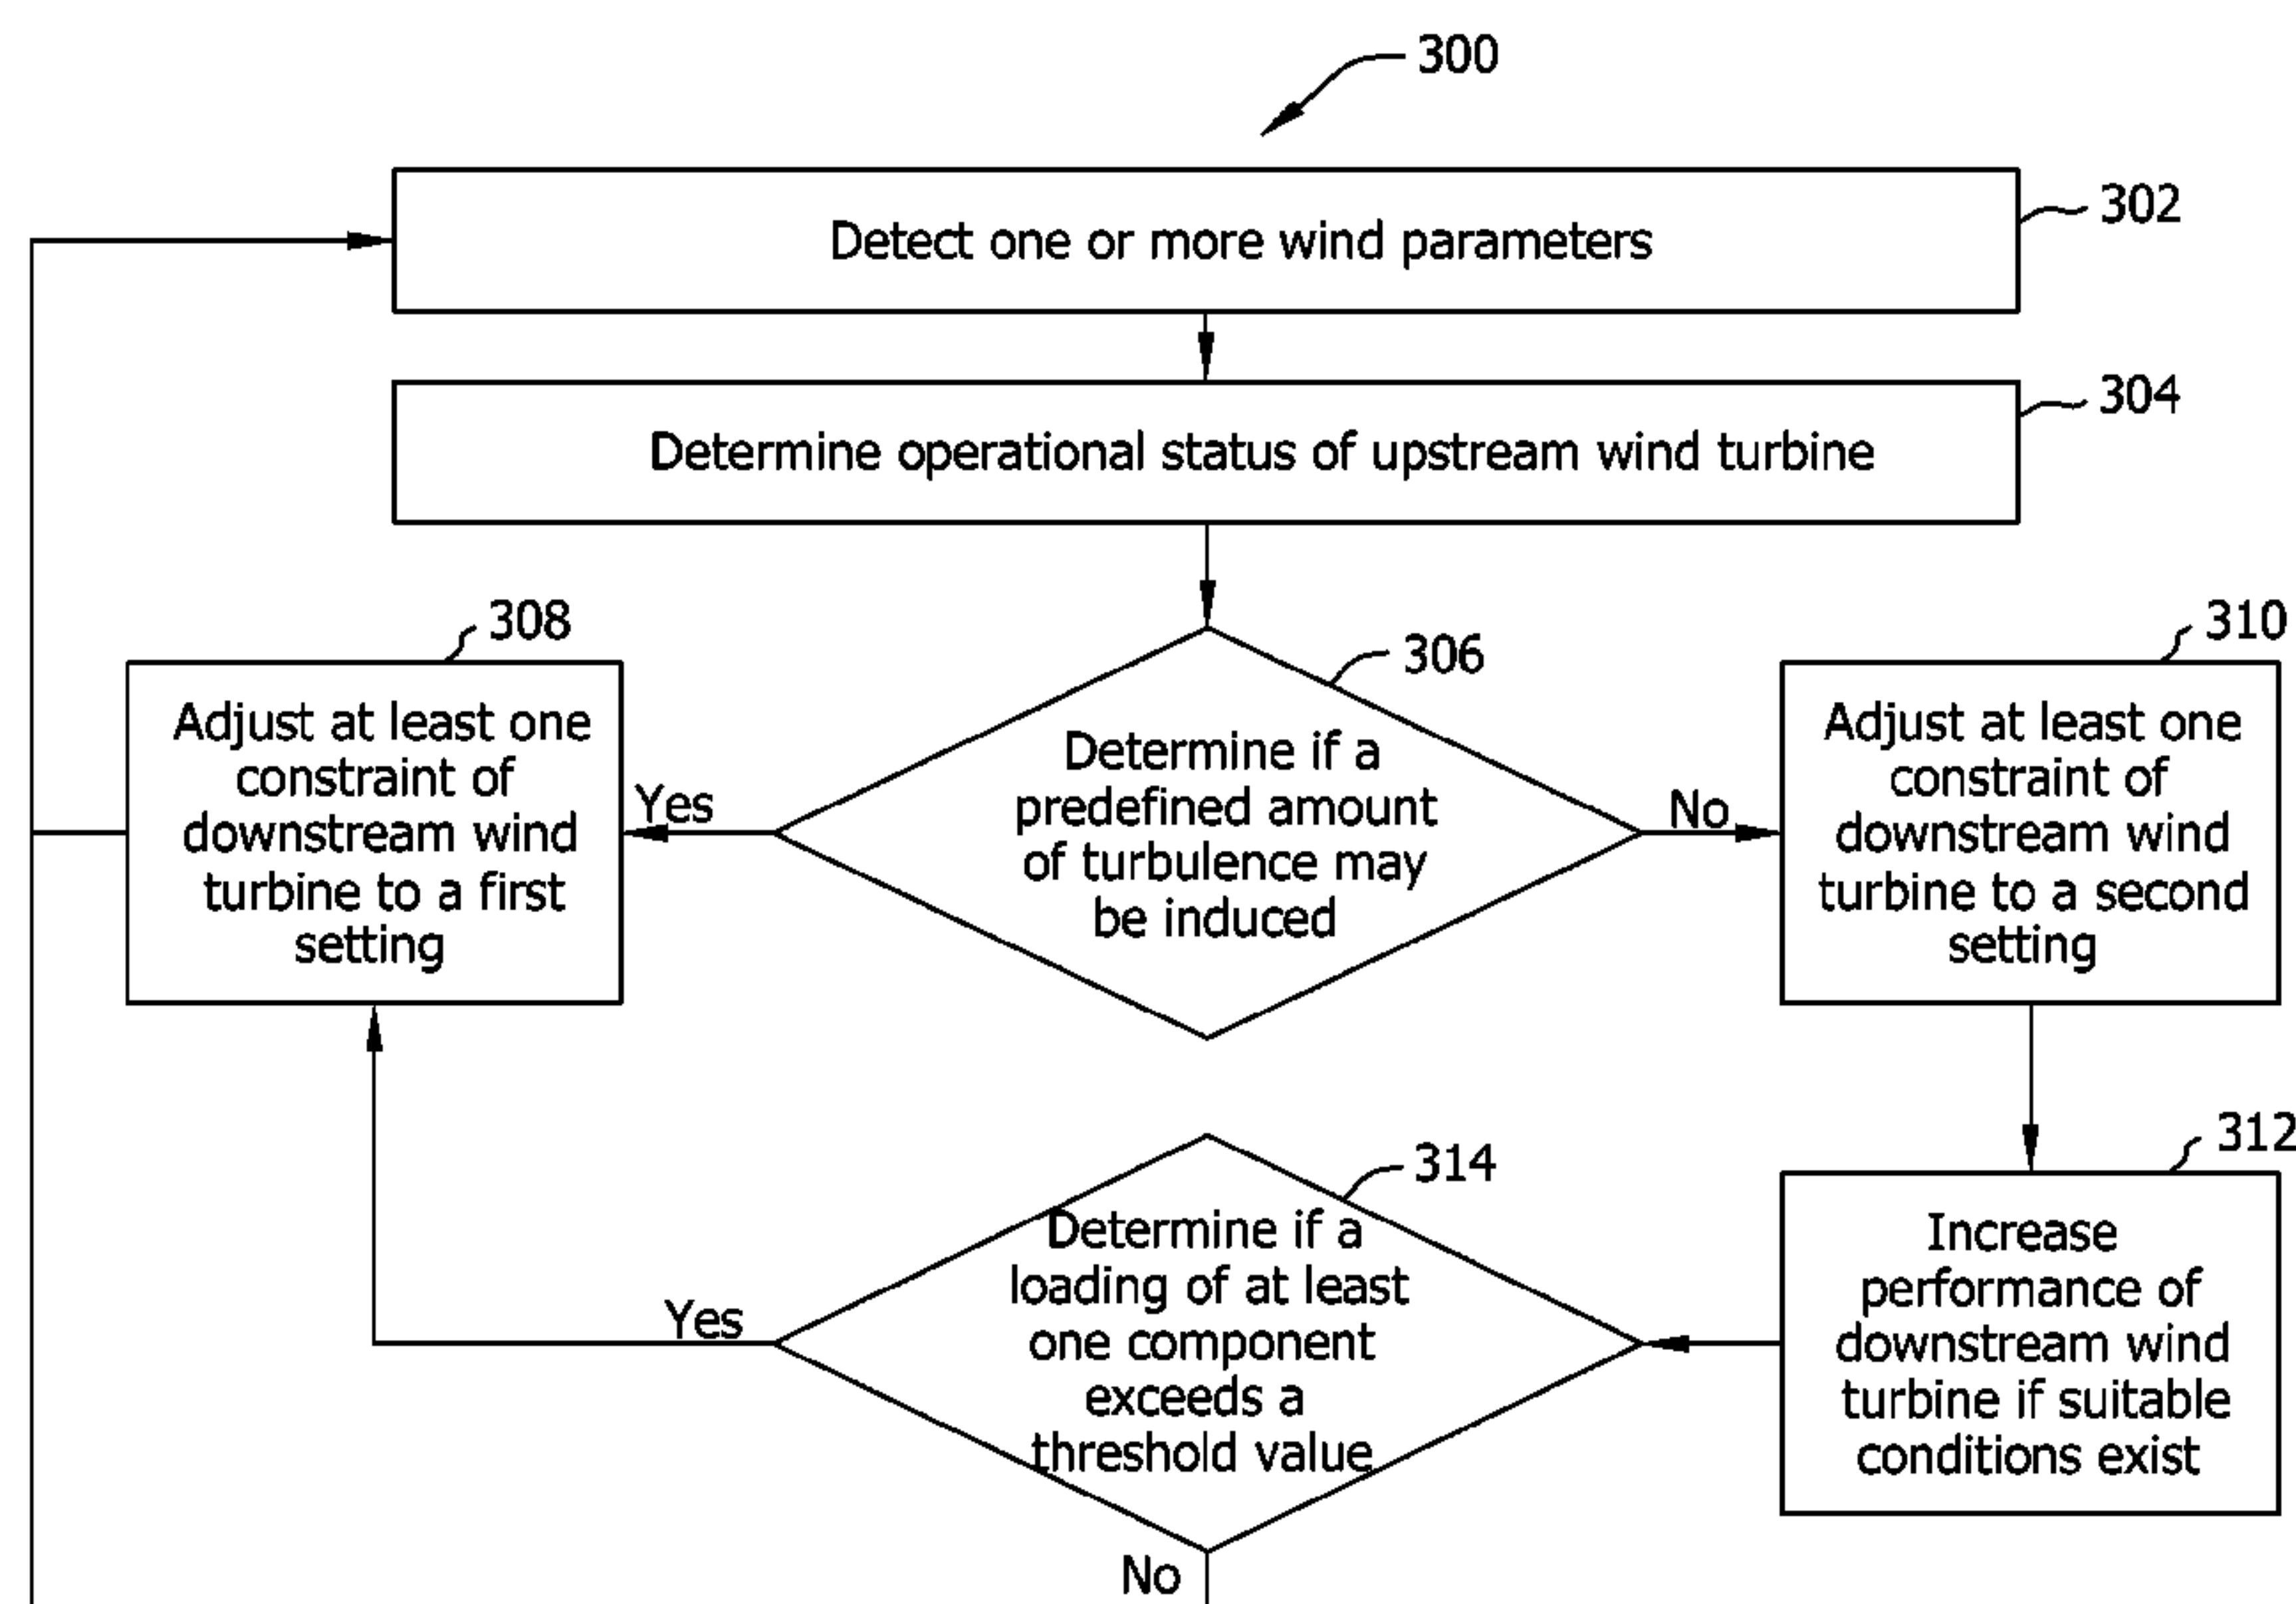 300
Detect one or more wind parameters
302
Determine operational status of upstream wind turbine
304
308
Adjust at least one
constraint of
downstream wind
turbine to a first
setting
Yes
306
Determine if a
predefined amount
of turbulence may
be induced
No
310
Adjust at least one
constraint of
downstream wind
turbine to a second
setting
312
Increase
performance of
downstream wind
turbine if suitable
conditions exist
314
Determine if a
loading of at least
one component
exceeds a
threshold value
Yes
No